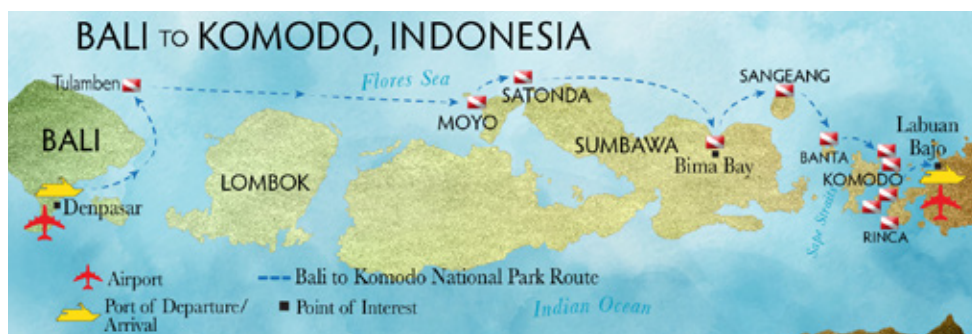 BALI TO KOMODO, INDONESIA
Tulamben
Flores Sea
SANGEANG
SATONDA
MOYO
BALI
SUMBAWA
Labuan
Bajo
BANTA
Bima Bay
LOMBOK
KOMODO
Denpasar
Sape Straits
RINCA
Airport
Bali to Komodo National Park Route
Port of Departure/
Arrival
Point of Interest
Indian Ocean